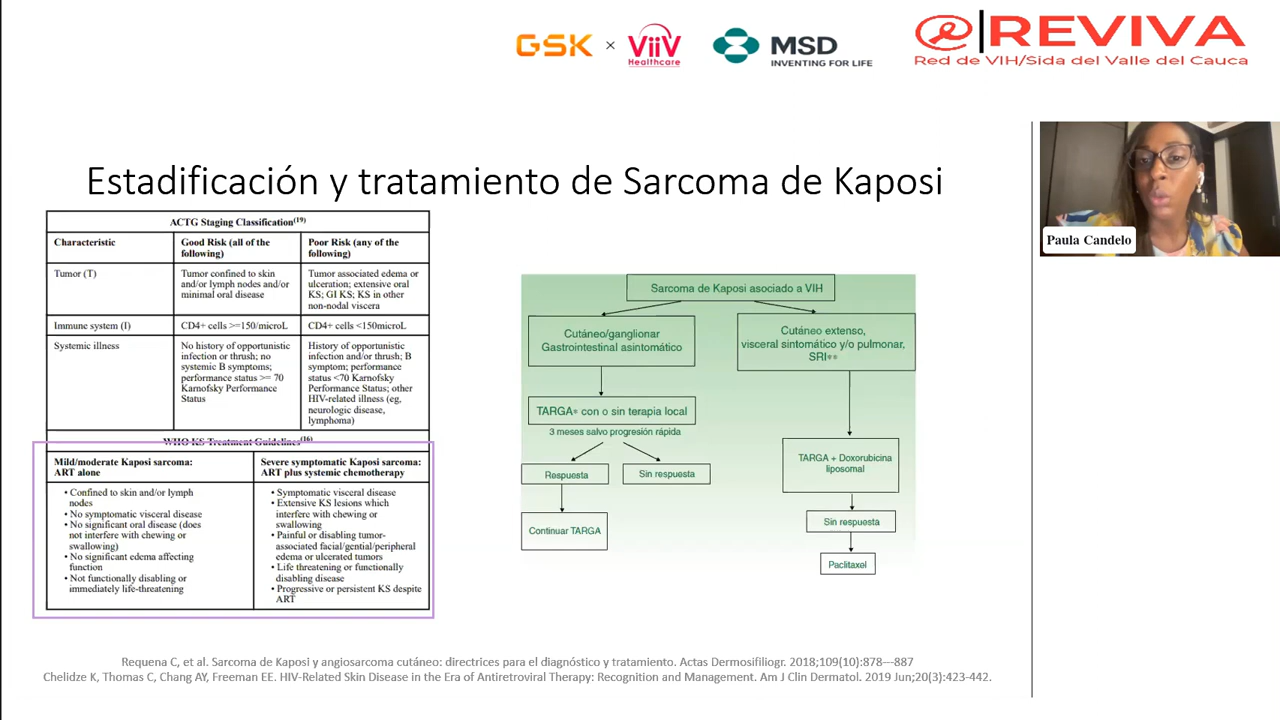 GSK × ViiV Healthcare
MSD
INVENTING FOR LIFE
REVIVA
Red de VIH/Sida del Valle del Cauca
Paula Candelo
Estadificación y tratamiento de Sarcoma de Kaposi
ACTG Staging Classification(19)
Characteristic
Good Risk (all of the
following)
Poor Risk (any of the
following)
Tumor (T)
Tumor confined to skin
and/or lymph nodes and/or
minimal oral disease
Tumor associated edema or
ulceration; extensive oral
KS; GI KS; KS in other
non-nodal viscera
Immune system (I)
CD4+ cells >=150/microL
CD4+ cells <150microL
Systemic illness
No history of opportunistic
infection or thrush; no
systemic B symptoms;
performance status >= 70
Karnofsky Performance
Status
History of opportunistic
infection and/or thrush; B
symptom; performance
status <70 Karnofsky
Performance Status; other
HIV-related illness (eg,
neurologic disease,
lymphoma)
WHO KS Treatment Guidelines(16)
Mild/moderate Kaposi sarcoma:
ART alone
• Confined to skin and/or lymph
nodes
• No symptomatic visceral disease
• No significant oral disease (does
not interfere with chewing or
swallowing)
• No significant edema affecting
function
• Not functionally disabling or
immediately life-threatening
Severe symptomatic Kaposi sarcoma:
ART plus systemic chemotherapy
• Symptomatic visceral disease
• Extensive KS lesions which
interfere with chewing or
swallowing
• Painful or disabling tumor-
associated facial/gential/peripheral
edema or ulcerated tumors
• Life threatening or functionally
disabling disease
• Progressive or persistent KS despite
ART
Sarcoma de Kaposi asociado a VIH
Cutáneo/ganglionar
Gastrointestinal asintomático
Cutáneo extenso,
visceral sintomático y/o pulmonar,
SRI**
TARGA* con o sin terapia local
3 meses salvo progresión rápida
Respuesta
Sin respuesta
Continuar TARGA
TARGA + Doxorubicina
liposomal
Sin respuesta
Paclitaxel
Requena C, et al. Sarcoma de Kaposi y angiosarcoma cutáneo: directrices para el diagnóstico y tratamiento. Actas Dermosifiliogr. 2018;109(10):878---887
Chelidze K, Thomas C, Chang AY, Freeman EE. HIV-Related Skin Disease in the Era of Antiretroviral Therapy: Recognition and Management. Am J Clin Dermatol. 2019 Jun;20(3):423-442.